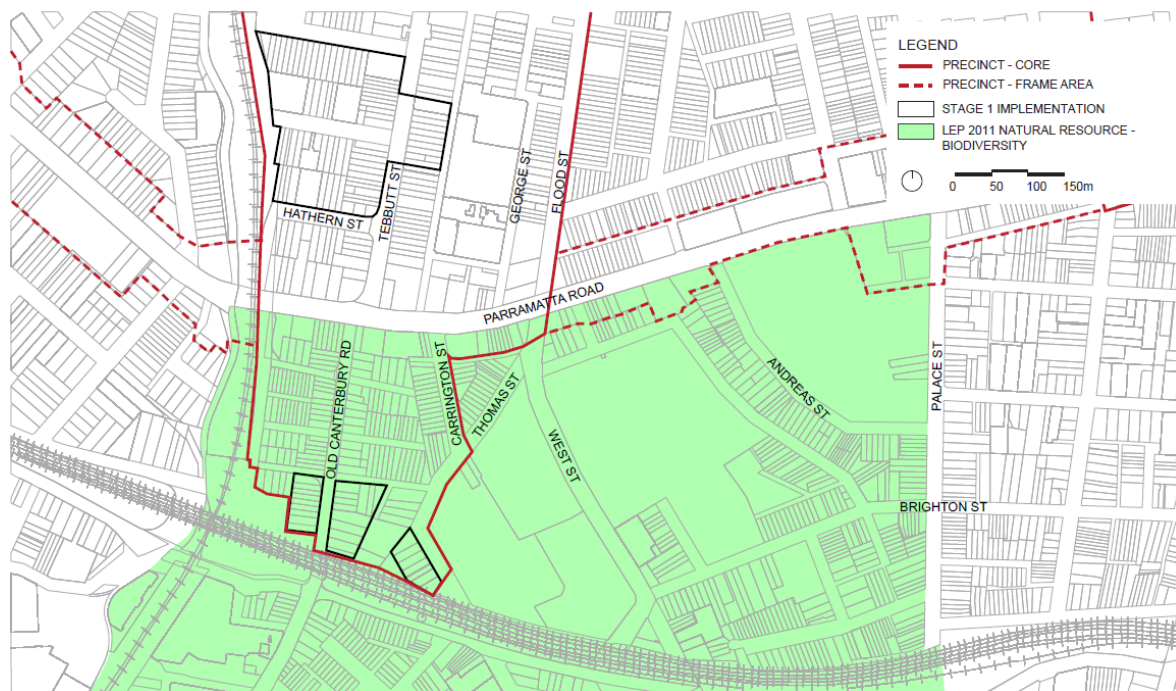 LEGEND
PRECINCT - CORE
PRECINCT - FRAME AREA
STAGE 1 IMPLEMENTATION
LEP 2011 NATURAL RESOURCE -
BIODIVERSITY
0 50 100 150m
GEORGE ST
FLOOD ST
TEBBUTT ST
HATHERN ST
PARRAMATTA ROAD
OLD CANTERBURY RD
CARRINGTON ST
THOMAS ST
WEST ST
ANDREAS ST
PALACE ST
BRIGHTON ST